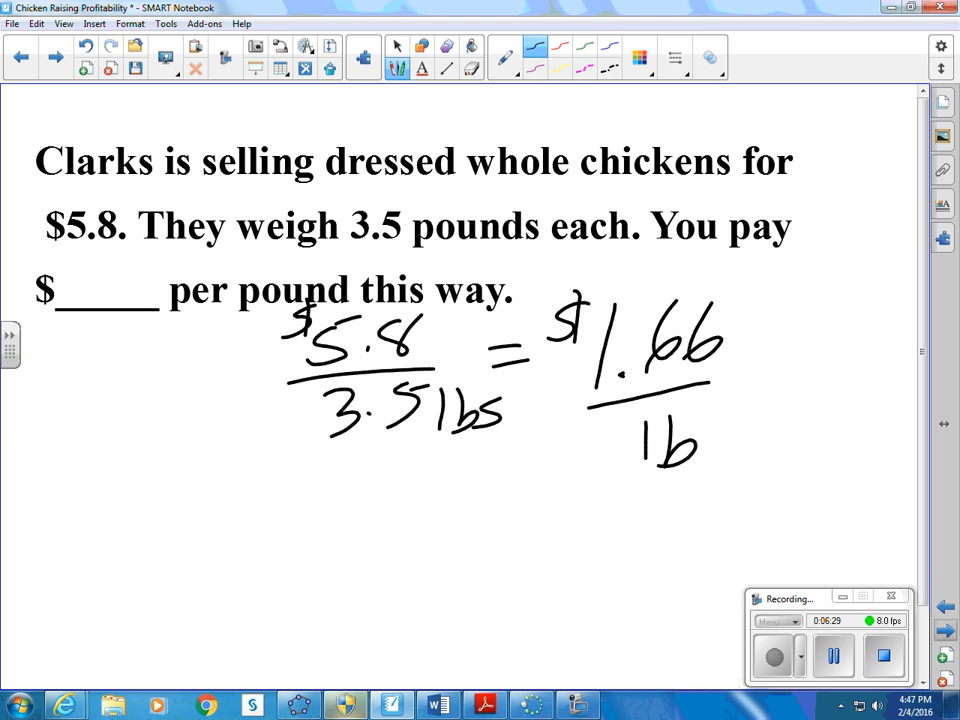 Chicken Raising Profitability * - SMART Notebook
File Edit View Insert Format Tools Add-ons Help
Clarks is selling dressed whole chickens for
$5.8. They weigh 3.5 pounds each. You pay
$_____ per pound this way.
$5.8 = $1.66
3.5 lbs lb
Recording...
Menu 0:06:29 8.0 fps
4:47 PM
2/4/2016